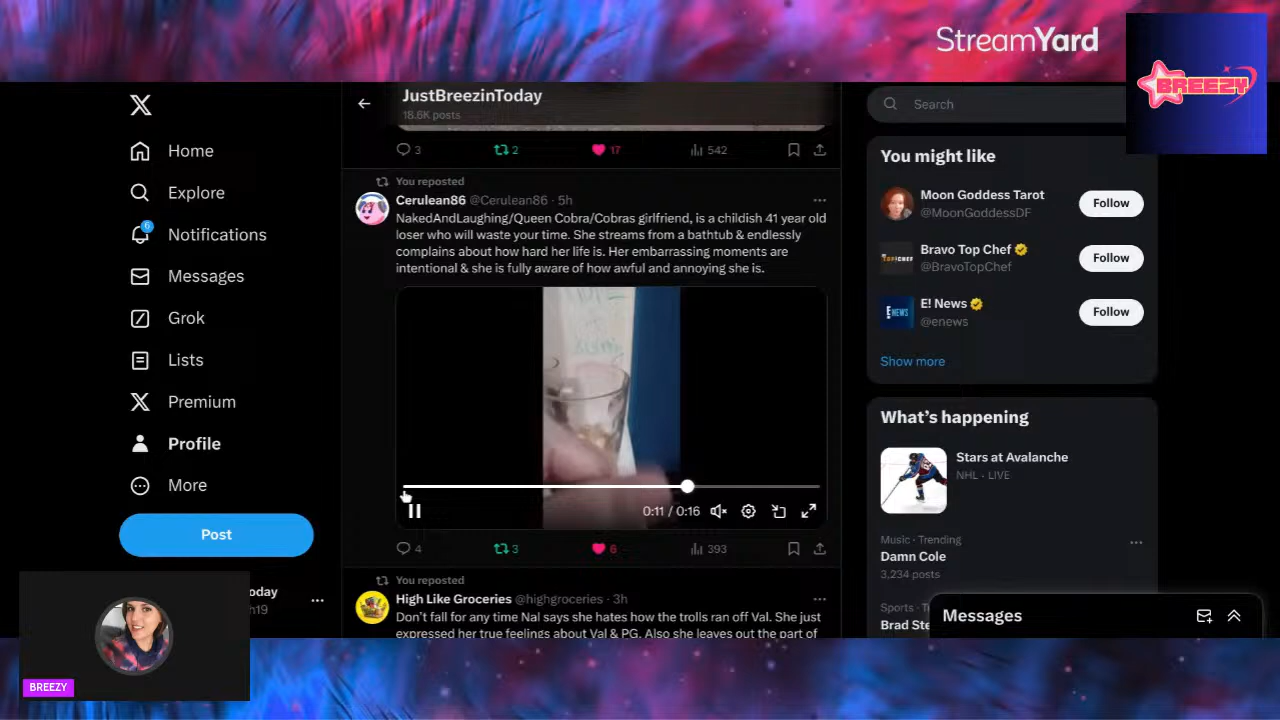 StreamYard
BREEZY
JustBreezinToday
18.6K posts
Search
Home
Explore
6
Notifications
Messages
Grok
Lists
Premium
Profile
More
Post
oday
h19
BREEZY
3
2
17
542
You reposted
Cerulean86 @Cerulean86 · 5h
NakedAndLaughing/Queen Cobra/Cobras girlfriend, is a childish 41 year old
loser who will waste your time. She streams from a bathtub & endlessly
complains about how hard her life is. Her embarrassing moments are
intentional & she is fully aware of how awful and annoying she is.
0:11 / 0:16
4
3
6
393
You reposted
High Like Groceries @highgroceries · 3h
Don't fall for any time Nal says she hates how the trolls ran off Val. She just
expressed her true feelings about Val & PG. Also she leaves out the part of
You might like
Moon Goddess Tarot
@MoonGoddessDF
Follow
Bravo Top Chef
@BravoTopChef
Follow
E! News
@enews
Follow
Show more
What's happening
Stars at Avalanche
NHL · LIVE
Music · Trending
Damn Cole
3,234 posts
Sports ·
Brad Ste
Messages